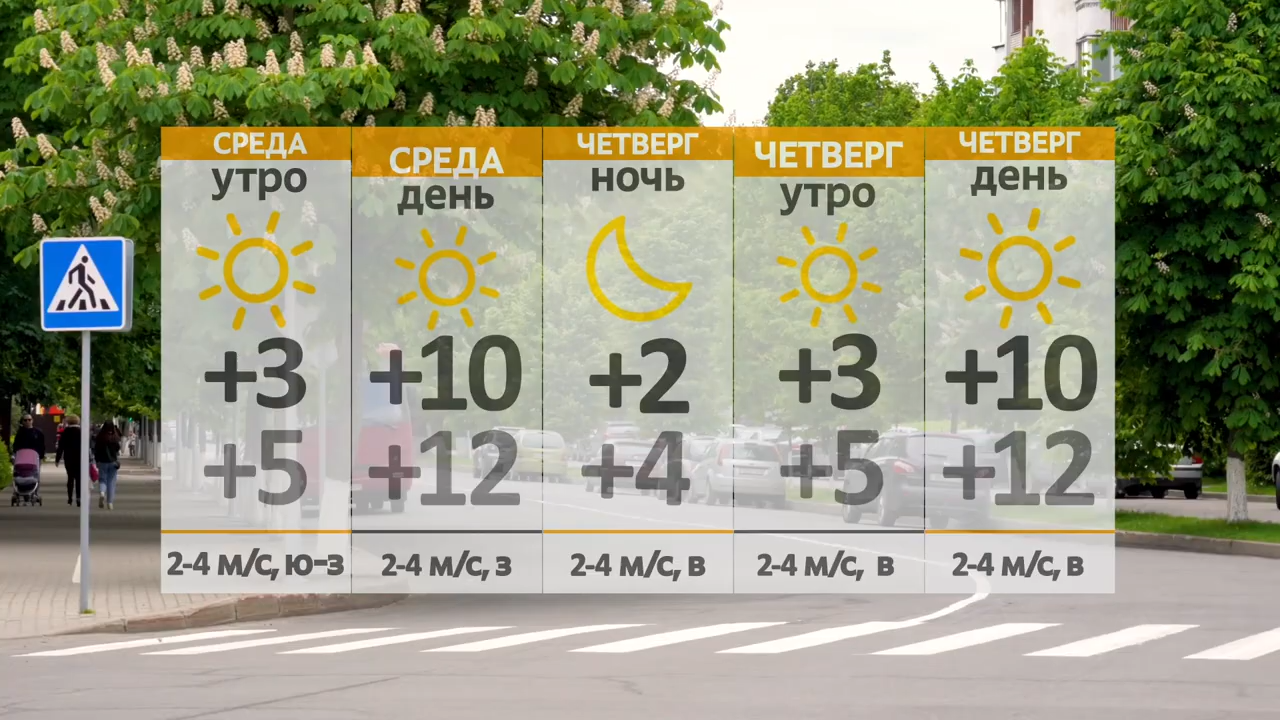 СРЕДА
утро
+3
+5
2-4 м/с, ю-з
СРЕДА
день
+10
+12
2-4 м/с, з
ЧЕТВЕРГ
ночь
+2
+4
2-4 м/с, в
ЧЕТВЕРГ
утро
+3
+5
2-4 м/с, в
ЧЕТВЕРГ
день
+10
+12
2-4 м/с, в